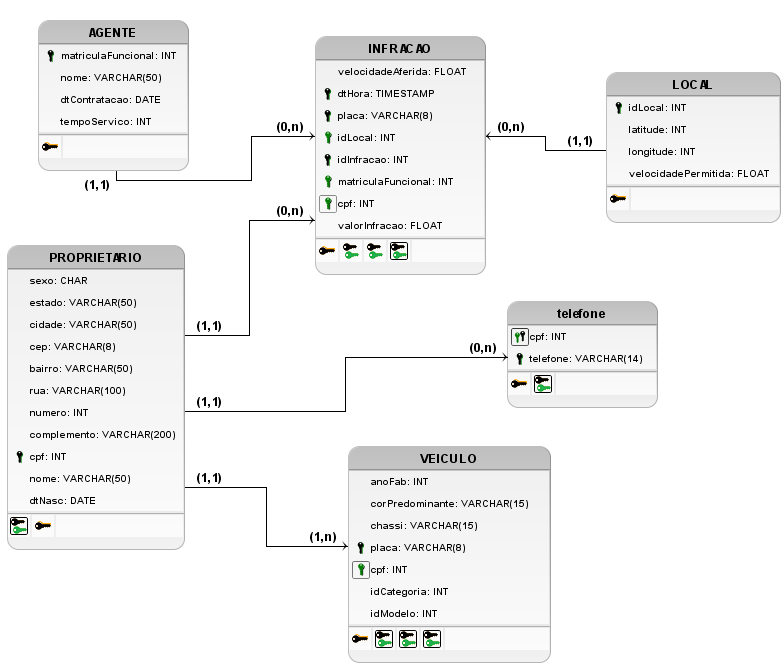 AGENTE
matriculaFuncional: INT
nome: VARCHAR(50)
dtContratacao: DATE
tempoServico: INT
(1,1)
(0,n)
INFRACAO
velocidadeAferida: FLOAT
dtHora: TIMESTAMP
placa: VARCHAR(8)
idLocal: INT
idInfracao: INT
matriculaFuncional: INT
cpf: INT
valorInfracao: FLOAT
(0,n)
(1,1)
LOCAL
idLocal: INT
latitude: INT
longitude: INT
velocidadePermitida: FLOAT
(0,n)
(1,1)
PROPRIETARIO
sexo: CHAR
estado: VARCHAR(50)
cidade: VARCHAR(50)
cep: VARCHAR(8)
bairro: VARCHAR(50)
rua: VARCHAR(100)
numero: INT
complemento: VARCHAR(200)
cpf: INT
nome: VARCHAR(50)
dtNasc: DATE
(1,1)
(0,n)
telefone
cpf: INT
telefone: VARCHAR(14)
(1,1)
(1,n)
VEICULO
anoFab: INT
corPredominante: VARCHAR(15)
chassi: VARCHAR(15)
placa: VARCHAR(8)
cpf: INT
idCategoria: INT
idModelo: INT